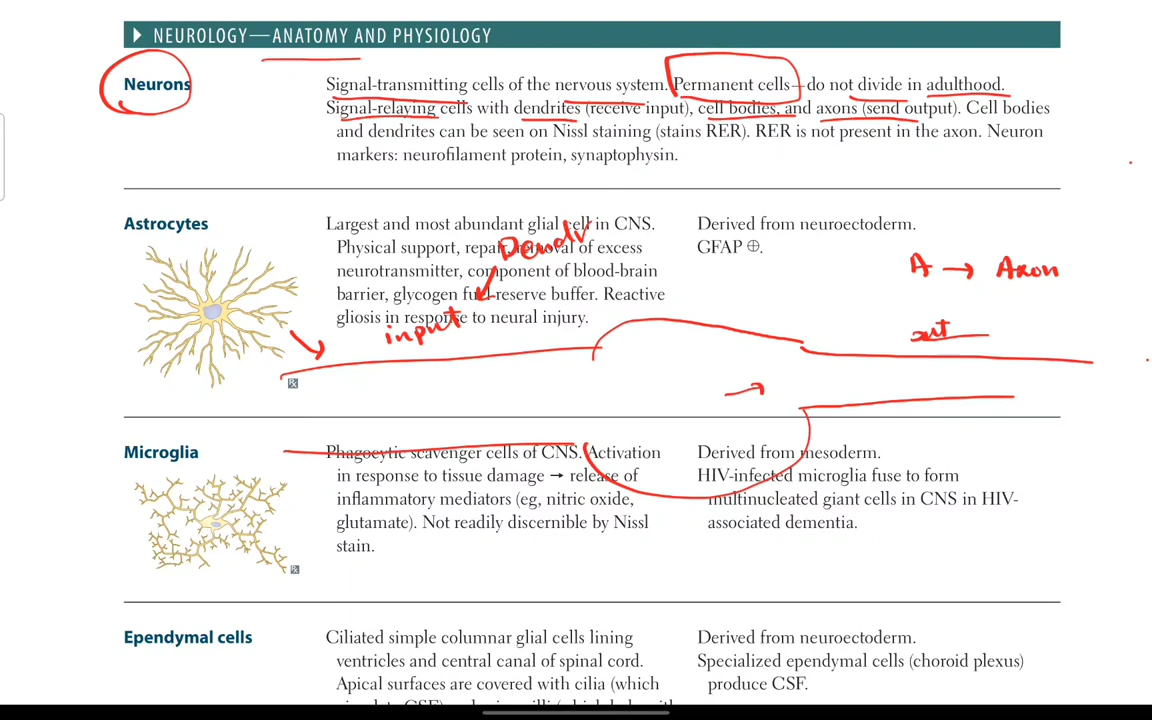 NEUROLOGY—ANATOMY AND PHYSIOLOGY
Neurons
Signal-transmitting cells of the nervous system. Permanent cells—do not divide in adulthood.
Signal-relaying cells with dendrites (receive input), cell bodies, and axons (send output). Cell bodies
and dendrites can be seen on Nissl staining (stains RER). RER is not present in the axon. Neuron
markers: neurofilament protein, synaptophysin.
Astrocytes
Largest and most abundant glial cell in CNS.
Physical support, repair, removal of excess
neurotransmitter, component of blood-brain
barrier, glycogen fuel-reserve buffer. Reactive
gliosis in response to neural injury.
Derived from neuroectoderm.
GFAP ⊕.
Dendr
input
A → Axon
out
Microglia
Phagocytic scavenger cells of CNS. Activation
in response to tissue damage → release of
inflammatory mediators (eg, nitric oxide,
glutamate). Not readily discernible by Nissl
stain.
Derived from mesoderm.
HIV-infected microglia fuse to form
multinucleated giant cells in CNS in HIV-
associated dementia.
Ependymal cells
Ciliated simple columnar glial cells lining
ventricles and central canal of spinal cord.
Apical surfaces are covered with cilia (which
Derived from neuroectoderm.
Specialized ependymal cells (choroid plexus)
produce CSF.